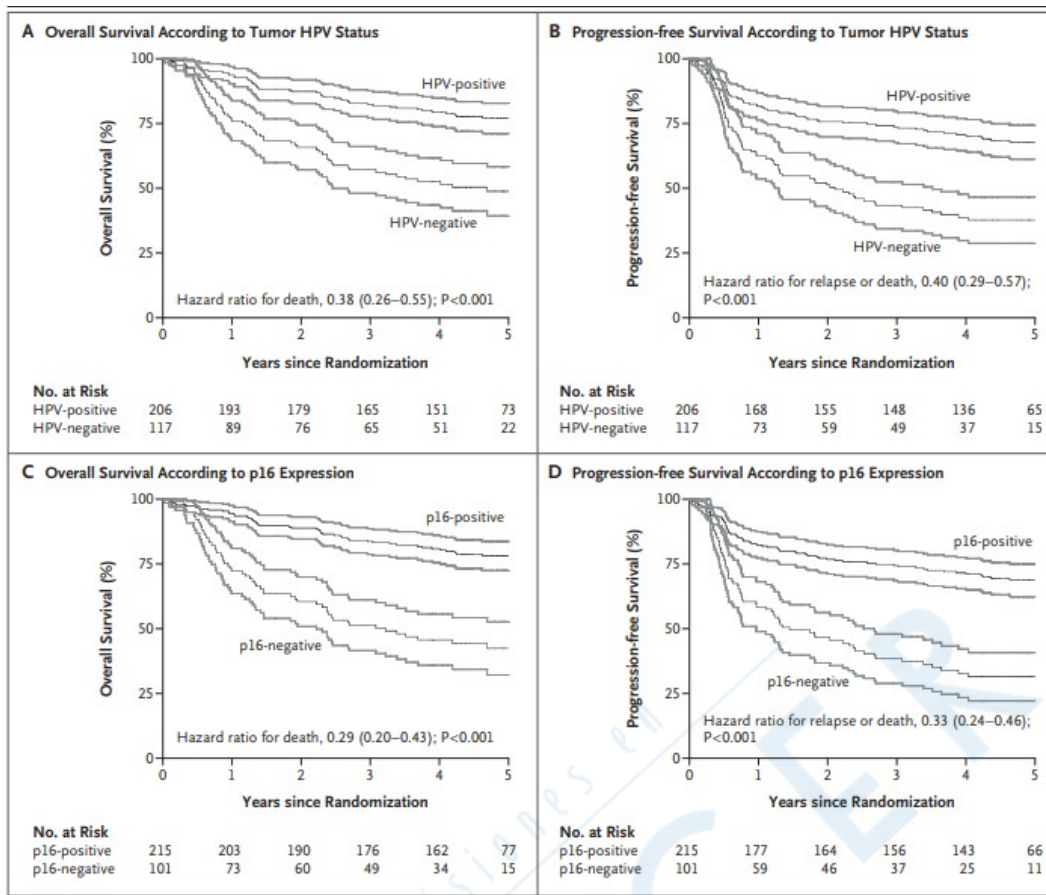 A Overall Survival According to Tumor HPV Status
100
75
50
25
0
Overall Survival (%)
HPV-positive
HPV-negative
Hazard ratio for death, 0.38 (0.26–0.55); P<0.001
0 1 2 3 4 5
Years since Randomization
No. at Risk
HPV-positive 206 193 179 165 151 73
HPV-negative 117 89 76 65 51 22
B Progression-free Survival According to Tumor HPV Status
100
75
50
25
0
Progression-free Survival (%)
HPV-positive
HPV-negative
Hazard ratio for relapse or death, 0.40 (0.29–0.57);
P<0.001
0 1 2 3 4 5
Years since Randomization
No. at Risk
HPV-positive 206 168 155 148 136 65
HPV-negative 117 73 59 49 37 15
C Overall Survival According to p16 Expression
100
75
50
25
0
Overall Survival (%)
p16-positive
p16-negative
Hazard ratio for death, 0.29 (0.20–0.43); P<0.001
0 1 2 3 4 5
Years since Randomization
No. at Risk
p16-positive 215 203 190 176 162 77
p16-negative 101 73 60 49 34 15
D Progression-free Survival According to p16 Expression
100
75
50
25
0
Progression-free Survival (%)
p16-positive
p16-negative
Hazard ratio for relapse or death, 0.33 (0.24–0.46);
P<0.001
0 1 2 3 4 5
Years since Randomization
No. at Risk
p16-positive 215 177 164 156 143 66
p16-negative 101 59 46 37 25 11
siones en
CER